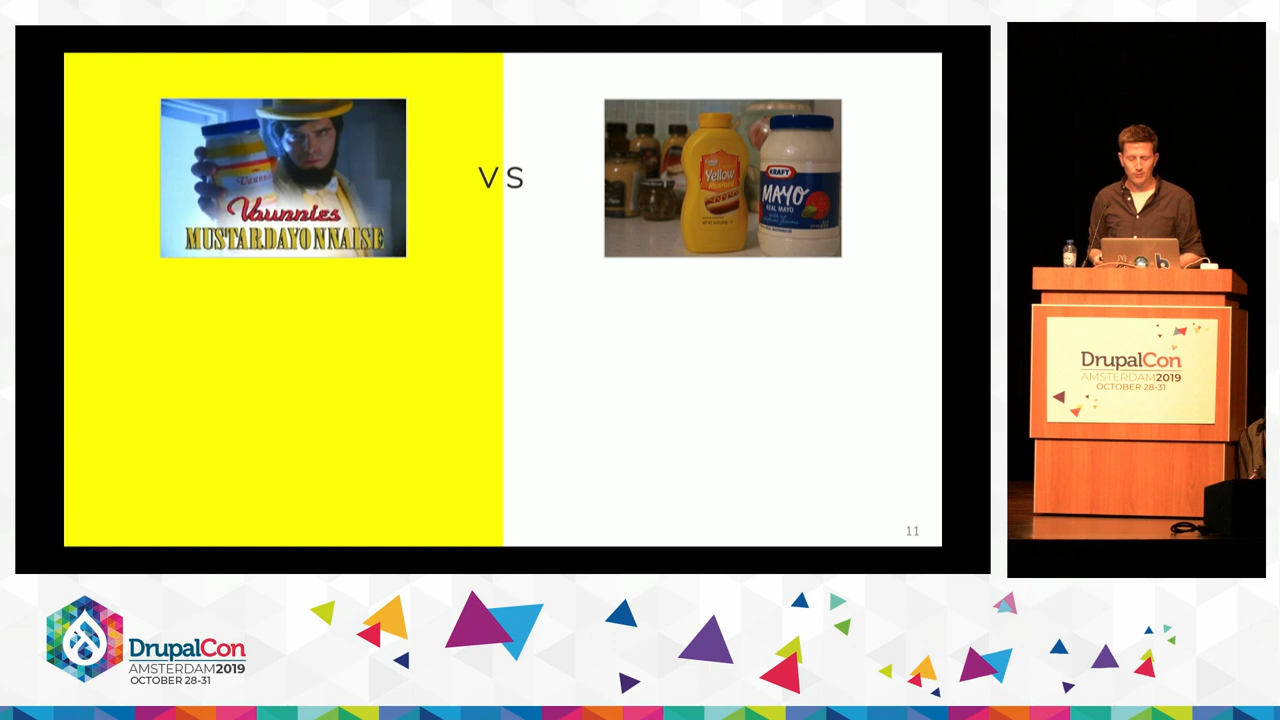 Vaunnies
MUSTARDAYONNAISE
VS
Yellow
Mustard
KRAFT
MAYO
REAL MAYO
11
DrupalCon
AMSTERDAM2019
OCTOBER 28-31
DrupalCon
AMSTERDAM2019
OCTOBER 28-31